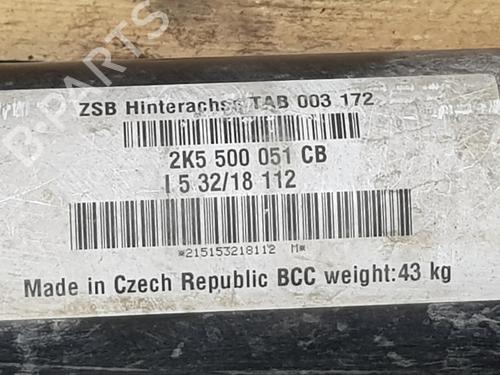 ZSB Hinterachse TAB 003 172
2K5 500 051 CB
I 5 32/18 112
*215153218112 M*
Made in Czech Republic BCC weight:43 kg
B-PARTS